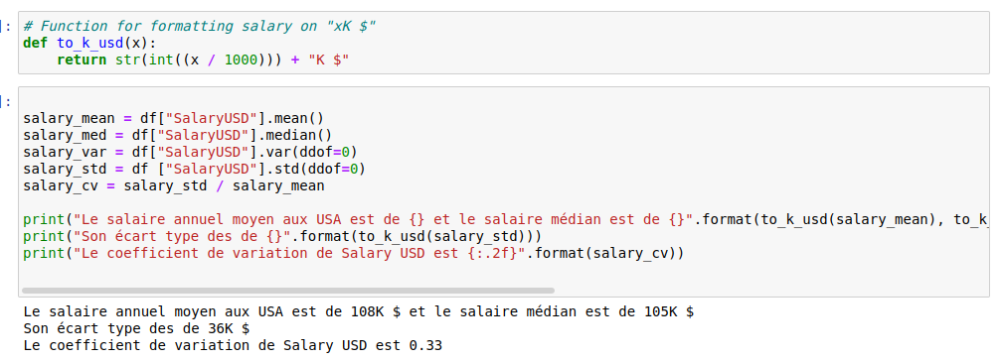 ]: # Function for formatting salary on "xK $"
def to_k_usd(x):
    return str(int((x / 1000))) + "K $"
]:
salary_mean = df["SalaryUSD"].mean()
salary_med = df["SalaryUSD"].median()
salary_var = df["SalaryUSD"].var(ddof=0)
salary_std = df ["SalaryUSD"].std(ddof=0)
salary_cv = salary_std / salary_mean
print("Le salaire annuel moyen aux USA est de {} et le salaire médian est de {}".format(to_k_usd(salary_mean), to_k
print("Son écart type des de {}".format(to_k_usd(salary_std)))
print("Le coefficient de variation de Salary USD est {:.2f}".format(salary_cv))
Le salaire annuel moyen aux USA est de 108K $ et le salaire médian est de 105K $
Son écart type des de 36K $
Le coefficient de variation de Salary USD est 0.33